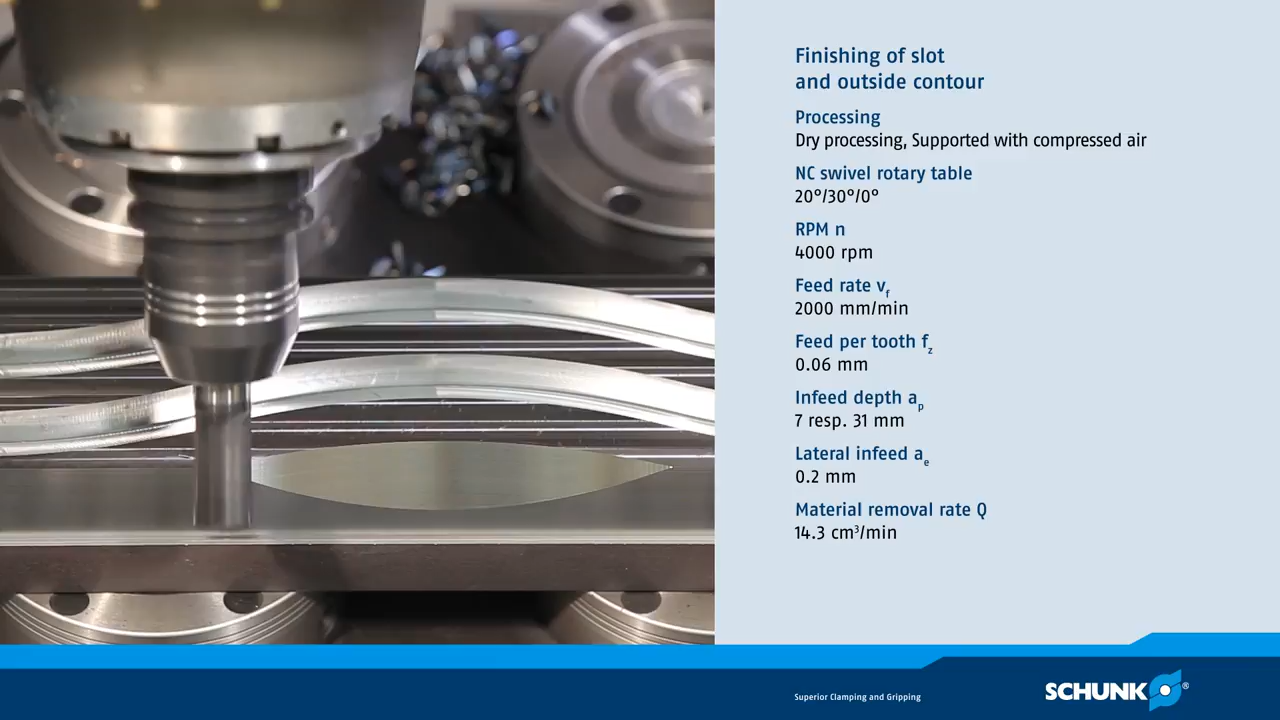 Finishing of slot
and outside contour
Processing
Dry processing, Supported with compressed air
NC swivel rotary table
20°/30°/0°
RPM n
4000 rpm
Feed rate vf
2000 mm/min
Feed per tooth fz
0.06 mm
Infeed depth ap
7 resp. 31 mm
Lateral infeed ae
0.2 mm
Material removal rate Q
14.3 cm³/min
Superior Clamping and Gripping
SCHUNK ®